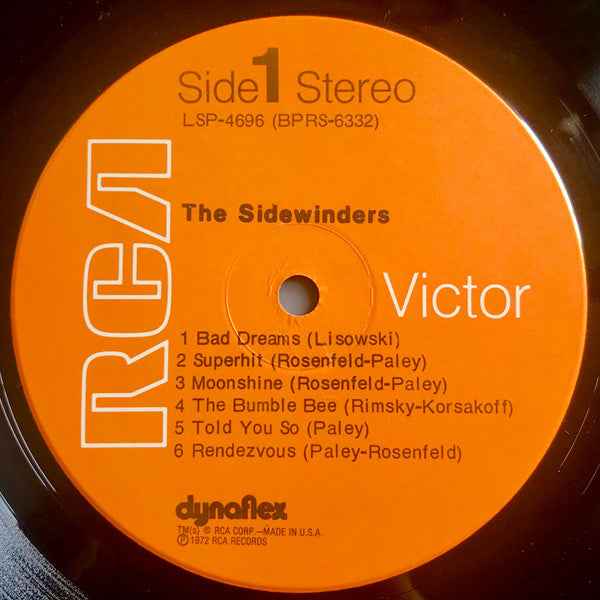 Side 1 Stereo
LSP-4696 (BPRS-6332)
RCA
The Sidewinders
Victor
1 Bad Dreams (Lisowski)
2 Superhit (Rosenfeld-Paley)
3 Moonshine (Rosenfeld-Paley)
4 The Bumble Bee (Rimsky-Korsakoff)
5 Told You So (Paley)
6 Rendezvous (Paley-Rosenfeld)
dynaflex
TM(s) ® RCA CORP.—MADE IN U.S.A.
℗ 1972 RCA RECORDS